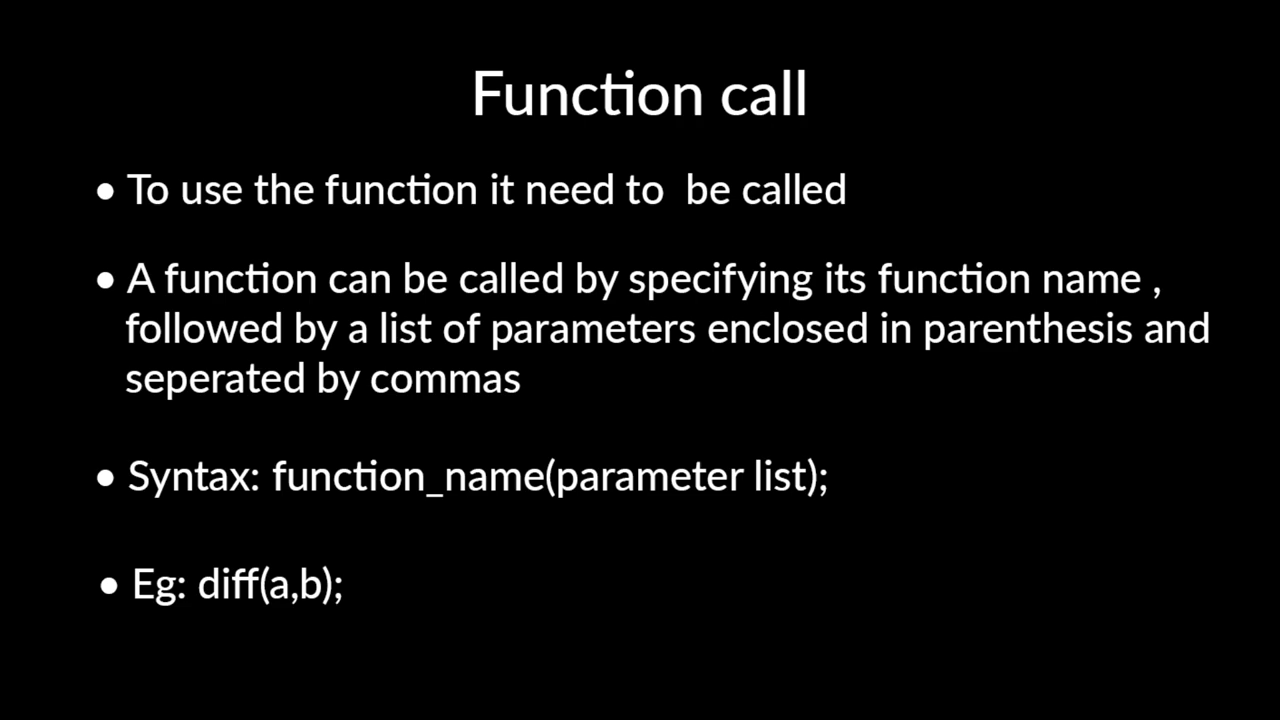 Function call
• To use the function it need to  be called
• A function can be called by specifying its function name ,
followed by a list of parameters enclosed in parenthesis and
seperated by commas
• Syntax: function_name(parameter list);
• Eg: diff(a,b);